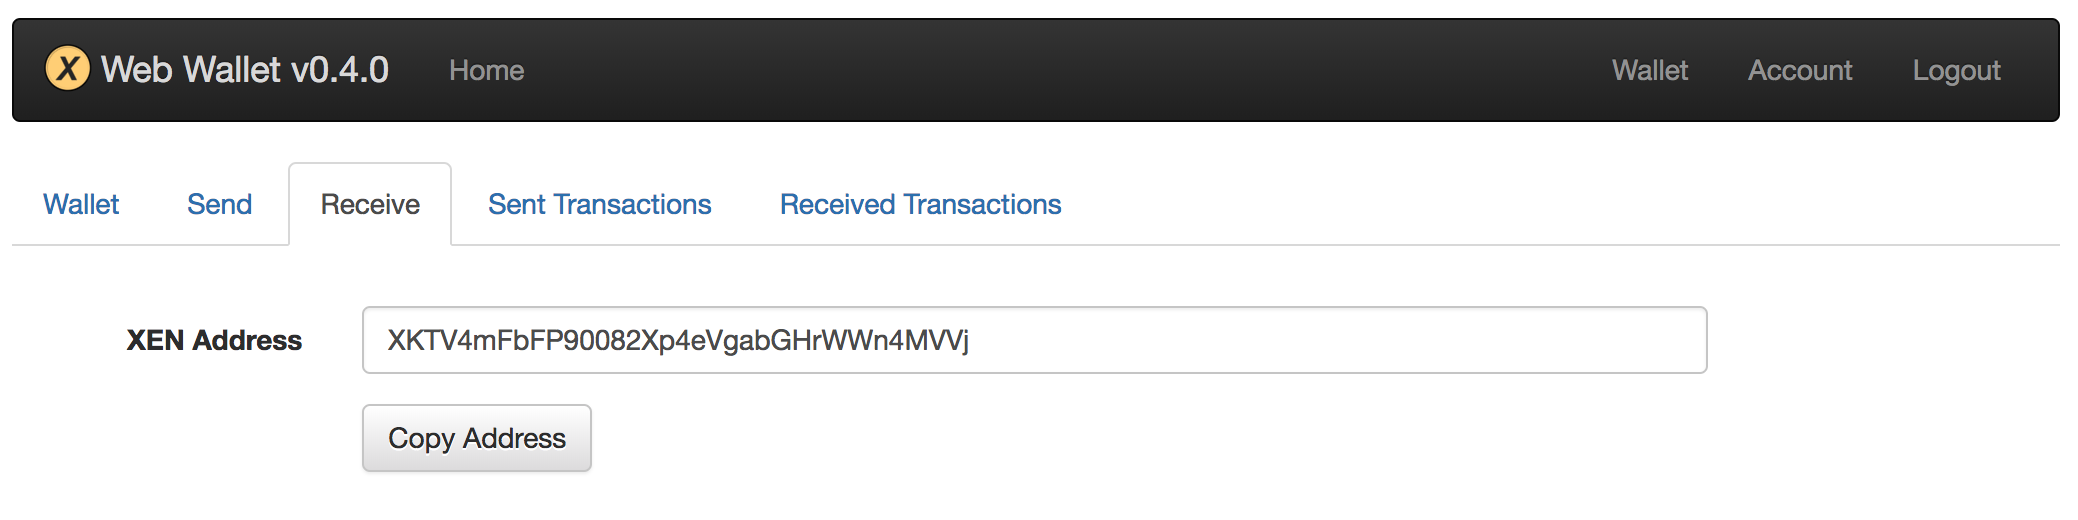 X Web Wallet v0.4.0 Home Wallet Account Logout
Wallet Send Receive Sent Transactions Received Transactions
XEN Address XKTV4mFbFP90082Xp4eVgabGHrWWn4MVVj
Copy Address